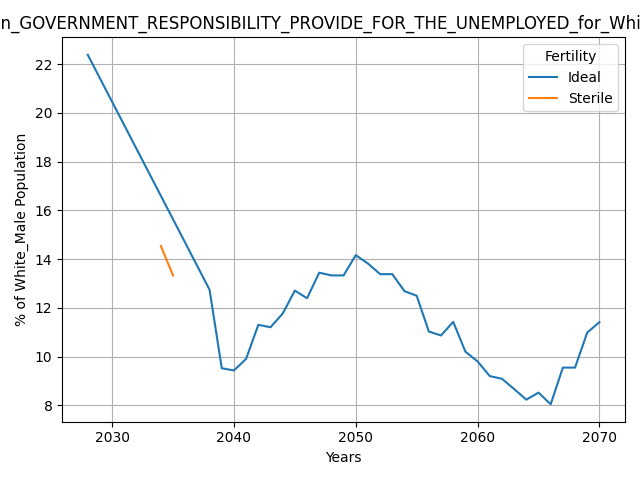 n_GOVERNMENT_RESPONSIBILITY_PROVIDE_FOR_THE_UNEMPLOYED_for_Whi
Fertility
Ideal
Sterile
% of White_Male Population
22
20
18
16
14
12
10
8
2030 2040 2050 2060 2070
Years